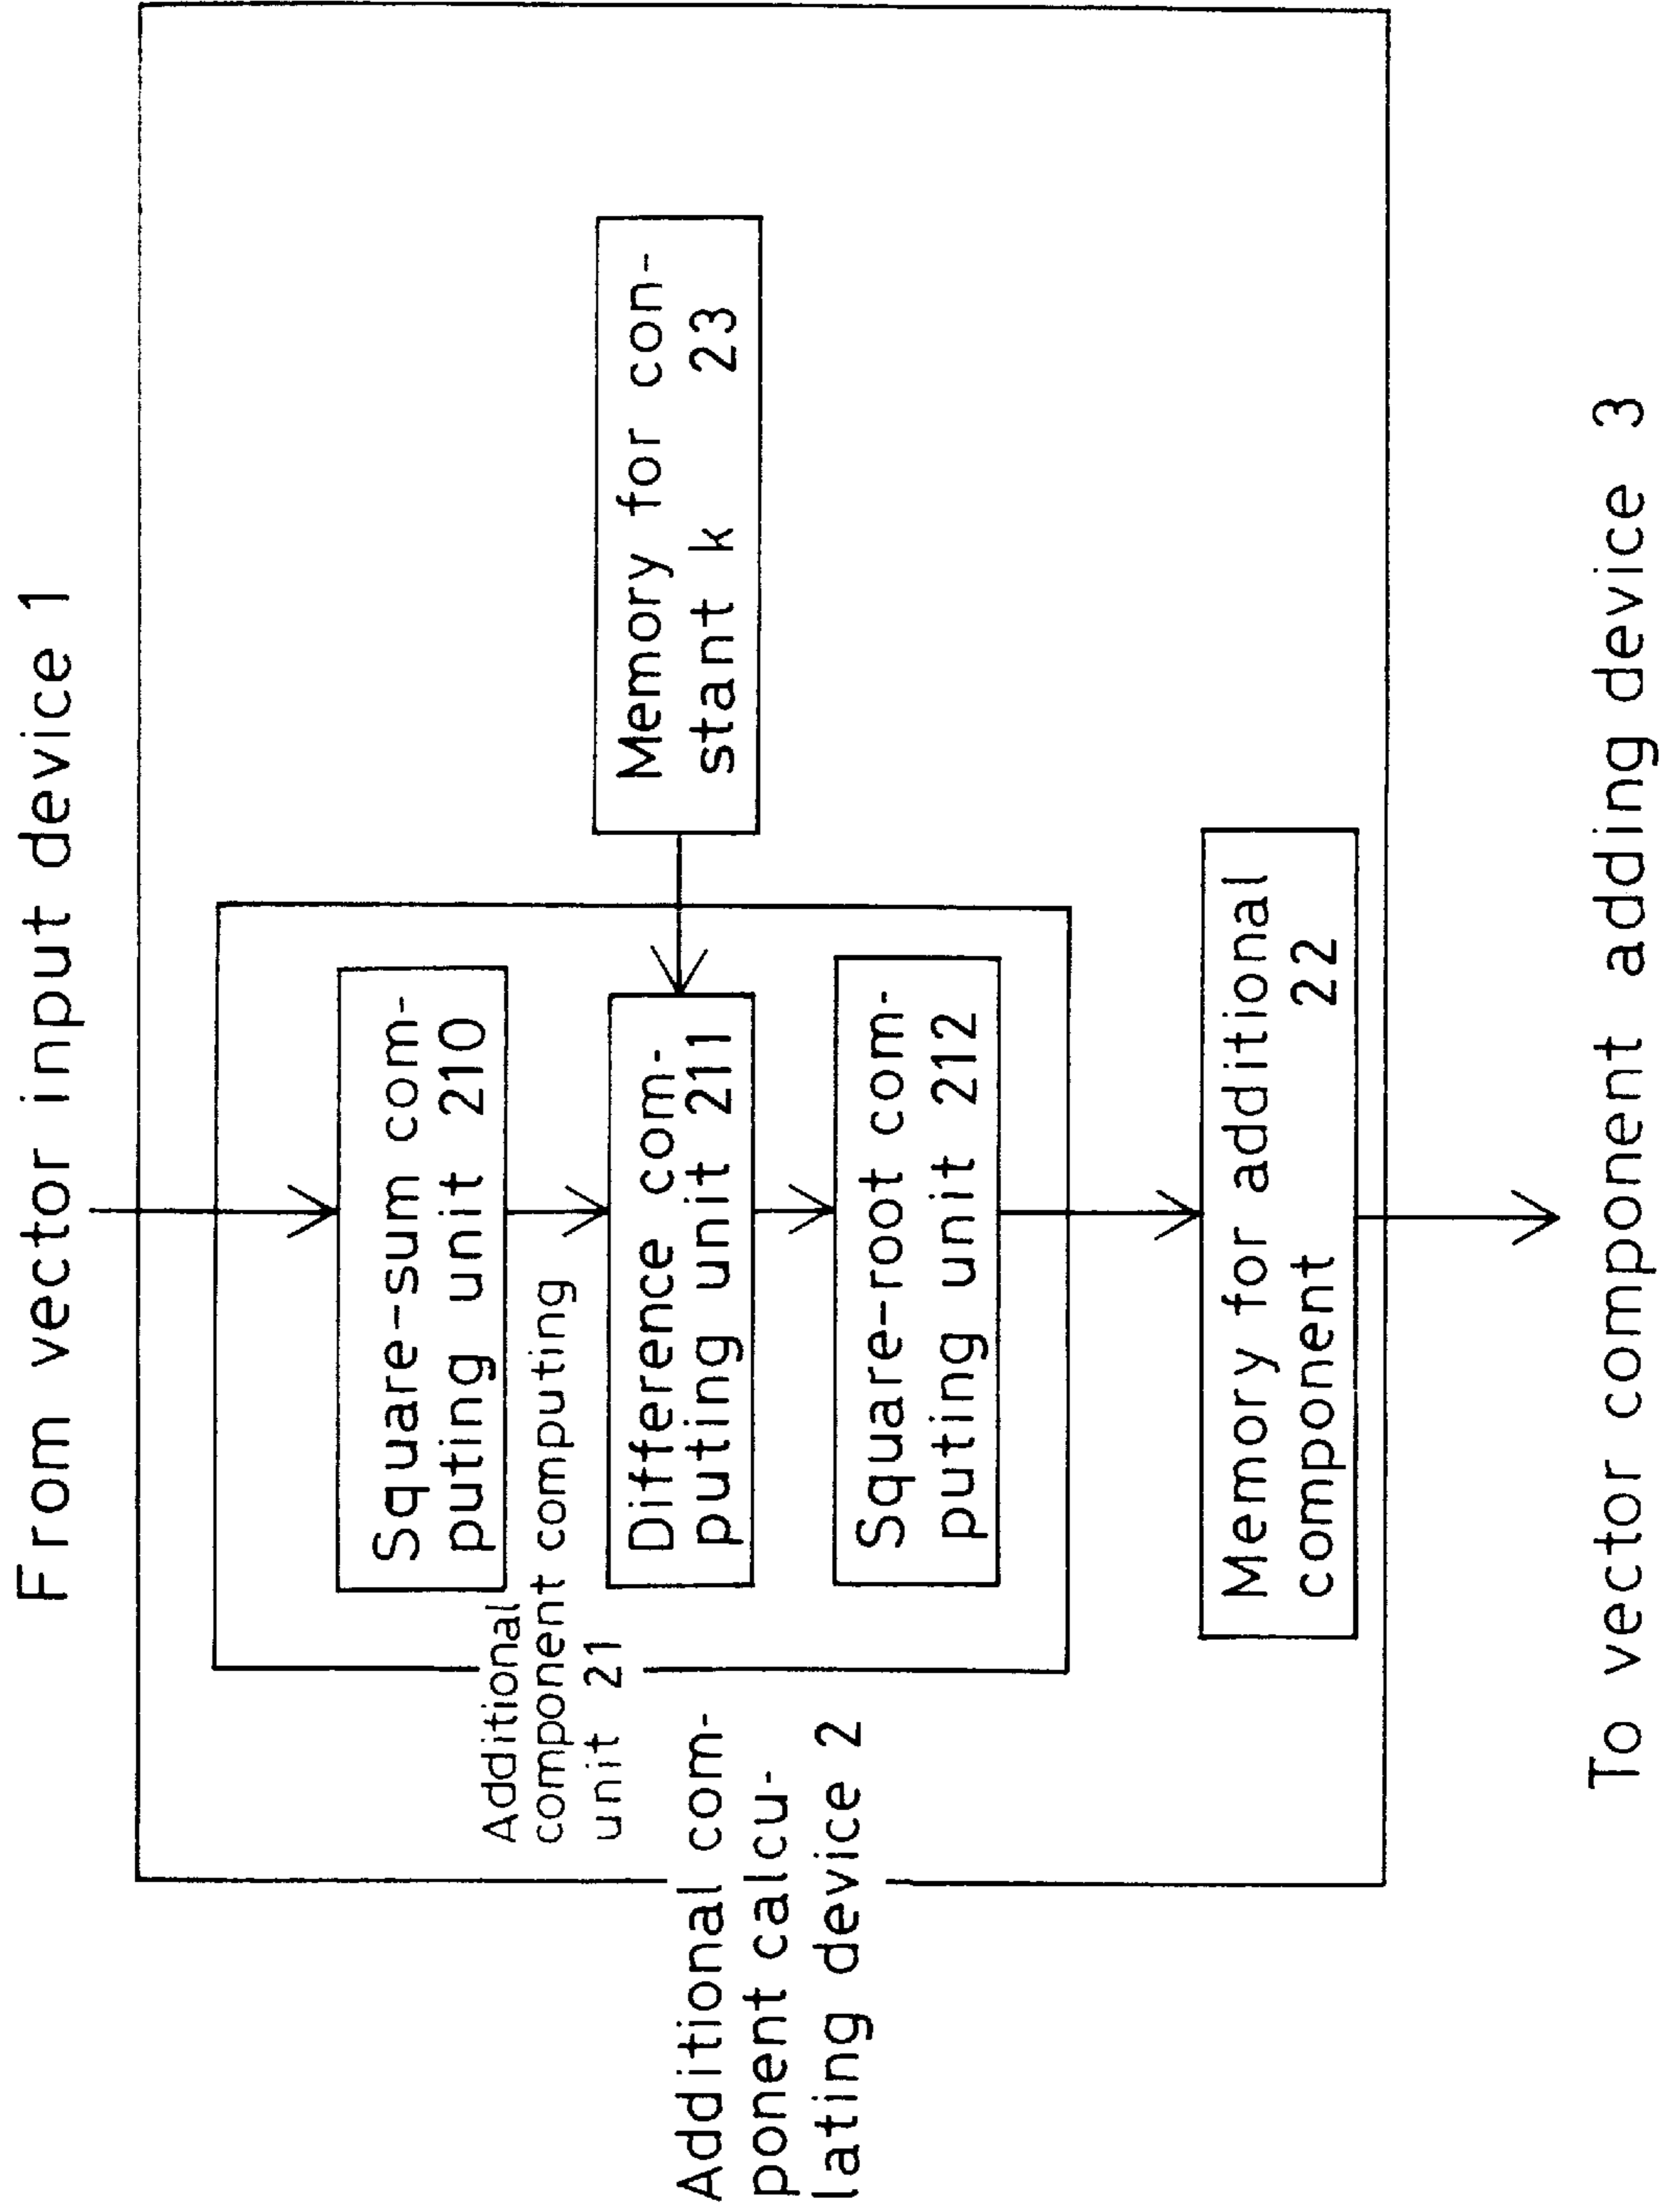 From vector input device 1
Square-sum com-
puting unit 210
Additional
component computing
unit 21
Difference com-
puting unit 211
Memory for con-
stant k 23
Additional com-
ponent calcu-
lating device 2
Square-root com-
puting unit 212
Memory for additional
component 22
To vector component adding device 3